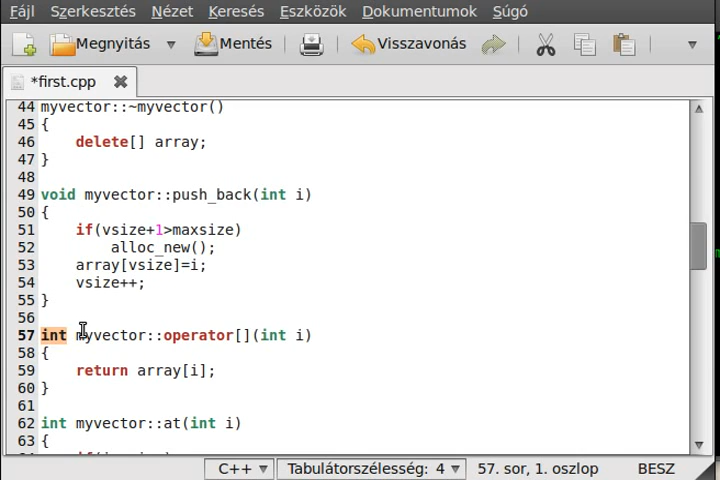 Fájl Szerkesztés Nézet Keresés Eszközök Dokumentumok Súgó
Megnyitás Mentés Visszavonás
*first.cpp
44 myvector::~myvector()
45 {
46 delete[] array;
47 }
48
49 void myvector::push_back(int i)
50 {
51 if(vsize+1>maxsize)
52 alloc_new();
53 array[vsize]=i;
54 vsize++;
55 }
56
57 int myvector::operator[](int i)
58 {
59 return array[i];
60 }
61
62 int myvector::at(int i)
63 {
C++ Tabulátorszélesség: 4 57. sor, 1. oszlop BESZ